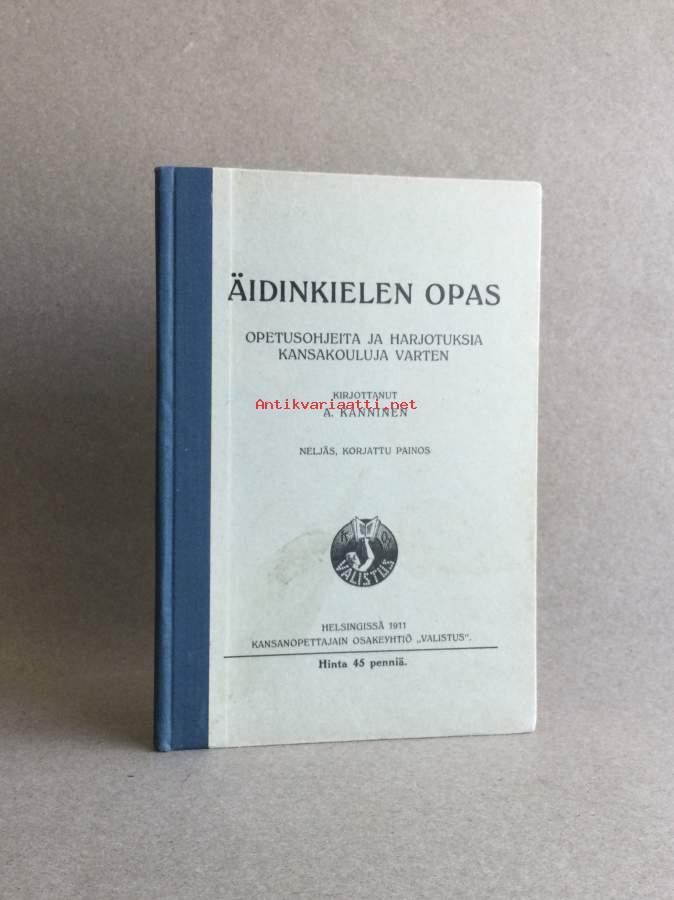 ÄIDINKIELEN OPAS
OPETUSOHJEITA JA HARJOTUKSIA
KANSAKOULUJA VARTEN
KIRJOTTANUT
Antikvariaatti.net
A. KANNINEN
NELJÄS, KORJATTU PAINOS
K O
VALISTUS
HELSINGISSÄ 1911
KANSANOPETTAJAIN OSAKEYHTIÖ „VALISTUS".
Hinta 45 penniä.